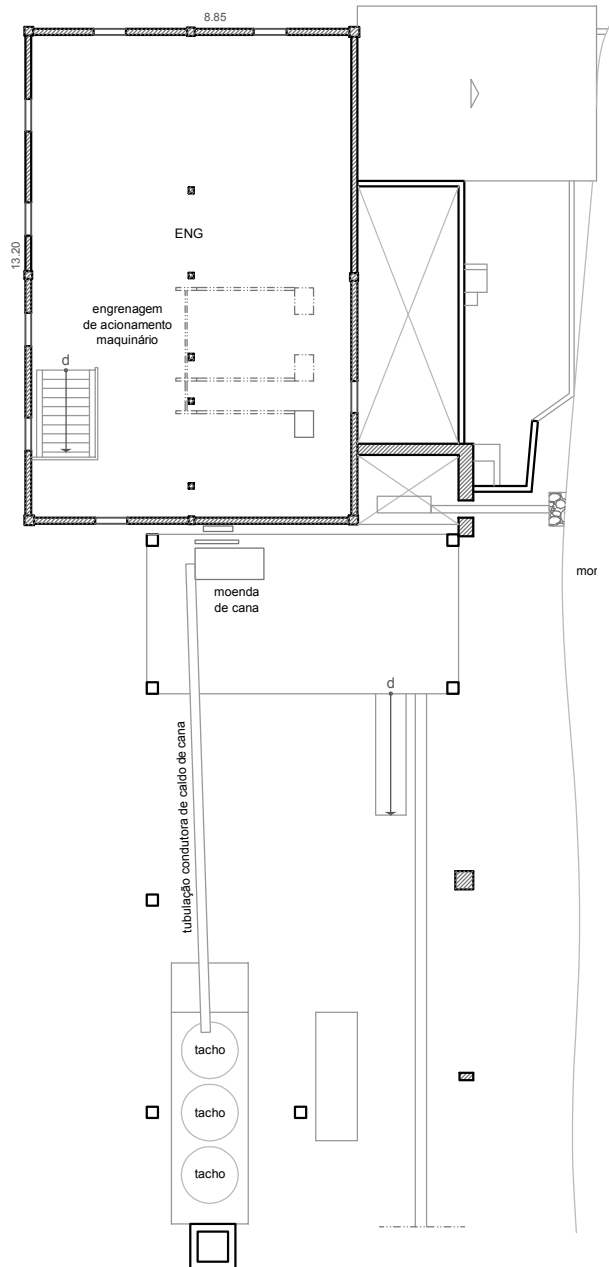 8.85
13.20
ENG
engrenagem
de acionamento
maquinário
d
moenda
de cana
mor
d
tubulação condutora de caldo de cana
tacho
tacho
tacho